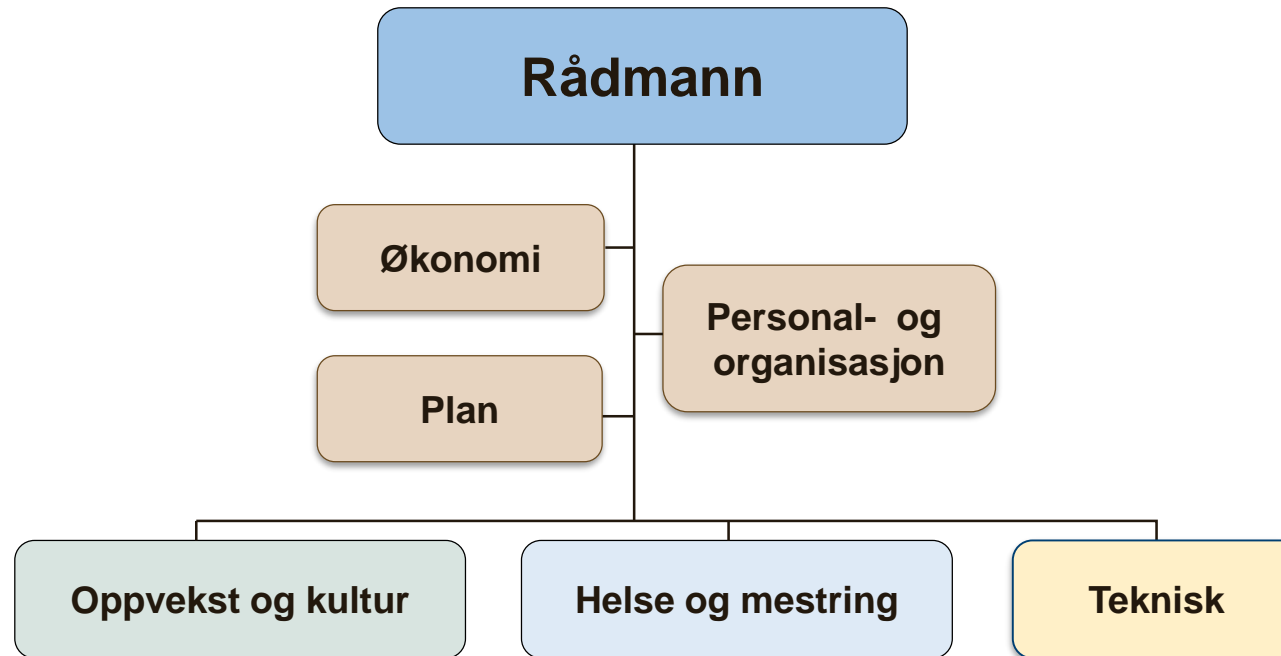 Rådmann
Økonomi
Personal- og
organisasjon
Plan
Oppvekst og kultur
Helse og mestring
Teknisk